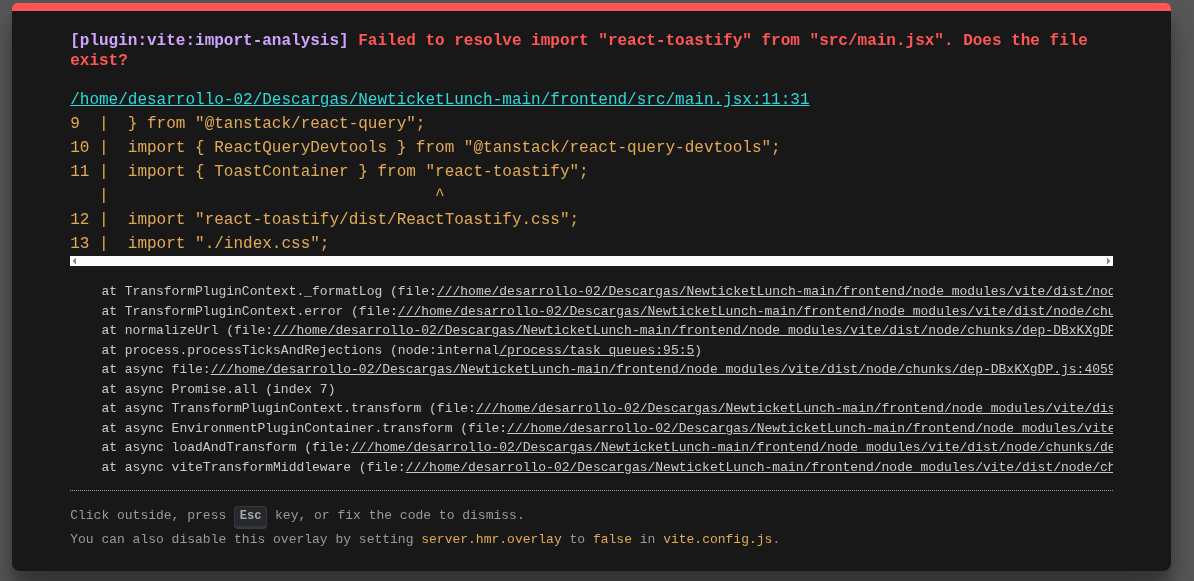 [plugin:vite:import-analysis] Failed to resolve import "react-toastify" from "src/main.jsx". Does the file
exist?
/home/desarrollo-02/Descargas/NewticketLunch-main/frontend/src/main.jsx:11:31
9  |  } from "@tanstack/react-query";
10 |  import { ReactQueryDevtools } from "@tanstack/react-query-devtools";
11 |  import { ToastContainer } from "react-toastify";
   |                                  ^
12 |  import "react-toastify/dist/ReactToastify.css";
13 |  import "./index.css";
at TransformPluginContext._formatLog (file:///home/desarrollo-02/Descargas/NewticketLunch-main/frontend/node_modules/vite/dist/nod
at TransformPluginContext.error (file:///home/desarrollo-02/Descargas/NewticketLunch-main/frontend/node_modules/vite/dist/node/chu
at normalizeUrl (file:///home/desarrollo-02/Descargas/NewticketLunch-main/frontend/node_modules/vite/dist/node/chunks/dep-DBxKXgDP
at process.processTicksAndRejections (node:internal/process/task_queues:95:5)
at async file:///home/desarrollo-02/Descargas/NewticketLunch-main/frontend/node_modules/vite/dist/node/chunks/dep-DBxKXgDP.js:4059
at async Promise.all (index 7)
at async TransformPluginContext.transform (file:///home/desarrollo-02/Descargas/NewticketLunch-main/frontend/node_modules/vite/dis
at async EnvironmentPluginContainer.transform (file:///home/desarrollo-02/Descargas/NewticketLunch-main/frontend/node_modules/vite
at async loadAndTransform (file:///home/desarrollo-02/Descargas/NewticketLunch-main/frontend/node_modules/vite/dist/node/chunks/de
at async viteTransformMiddleware (file:///home/desarrollo-02/Descargas/NewticketLunch-main/frontend/node_modules/vite/dist/node/ch
Click outside, press Esc key, or fix the code to dismiss.
You can also disable this overlay by setting server.hmr.overlay to false in vite.config.js.